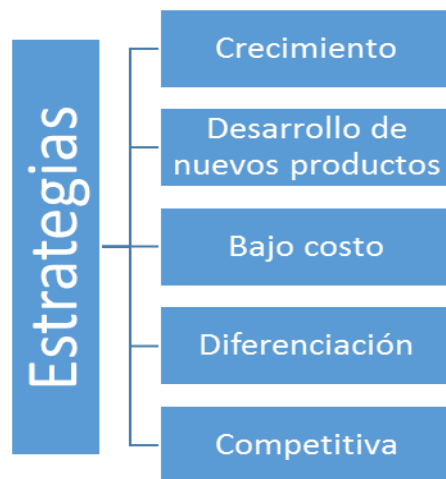 Estrategias
Crecimiento
Desarrollo de
nuevos productos
Bajo costo
Diferenciación
Competitiva